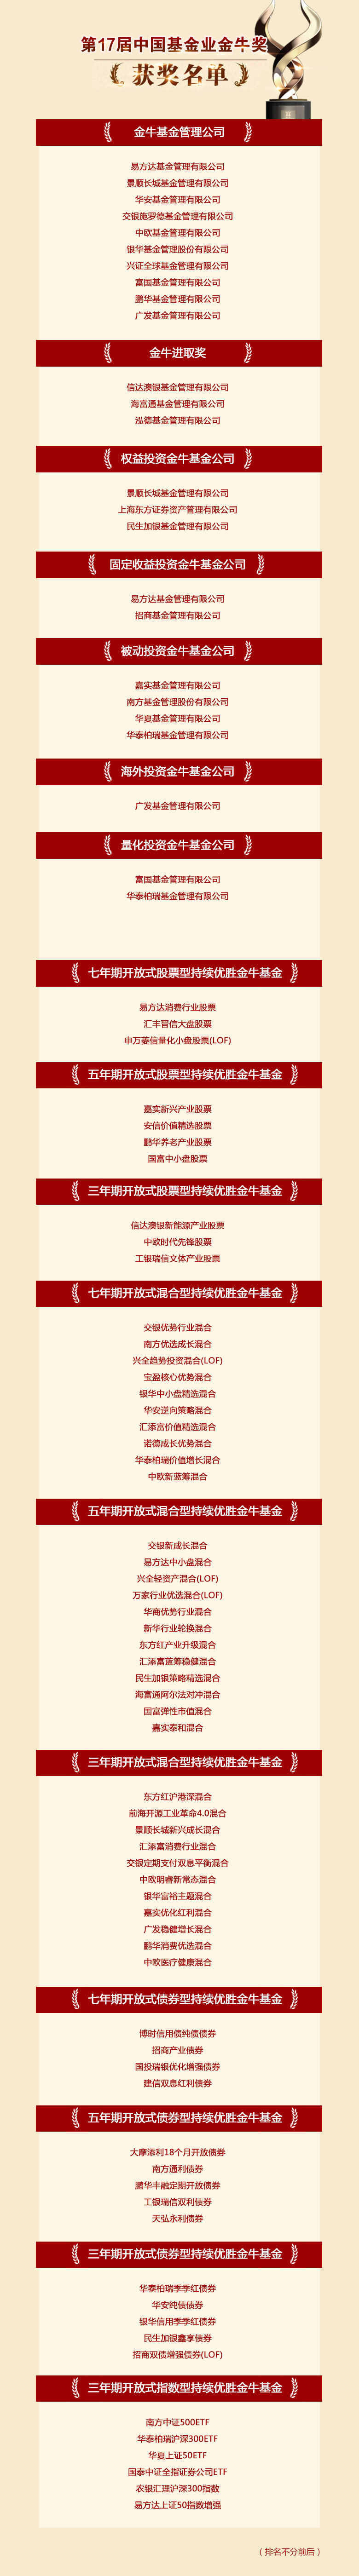 第17届中国基金业金牛奖
获奖名单
金牛基金管理公司
易方达基金管理有限公司
景顺长城基金管理有限公司
华安基金管理有限公司
交银施罗德基金管理有限公司
中欧基金管理有限公司
银华基金管理股份有限公司
兴证全球基金管理有限公司
富国基金管理有限公司
鹏华基金管理有限公司
广发基金管理有限公司
金牛进取奖
信达澳银基金管理有限公司
海富通基金管理有限公司
泓德基金管理有限公司
权益投资金牛基金公司
景顺长城基金管理有限公司
上海东方证券资产管理有限公司
民生加银基金管理有限公司
固定收益投资金牛基金公司
易方达基金管理有限公司
招商基金管理有限公司
被动投资金牛基金公司
嘉实基金管理有限公司
南方基金管理股份有限公司
华夏基金管理有限公司
华泰柏瑞基金管理有限公司
海外投资金牛基金公司
广发基金管理有限公司
量化投资金牛基金公司
富国基金管理有限公司
华泰柏瑞基金管理有限公司
七年期开放式股票型持续优胜金牛基金
易方达消费行业股票
汇丰晋信大盘股票
申万菱信量化小盘股票(LOF)
五年期开放式股票型持续优胜金牛基金
嘉实新兴产业股票
安信价值精选股票
鹏华养老产业股票
国富中小盘股票
三年期开放式股票型持续优胜金牛基金
信达澳银新能源产业股票
中欧时代先锋股票
工银瑞信文体产业股票
七年期开放式混合型持续优胜金牛基金
交银优势行业混合
南方优选成长混合
兴全趋势投资混合(LOF)
宝盈核心优势混合
银华中小盘精选混合
华安逆向策略混合
汇添富价值精选混合
诺德成长优势混合
华泰柏瑞价值增长混合
中欧新蓝筹混合
五年期开放式混合型持续优胜金牛基金
交银新成长混合
易方达中小盘混合
兴全轻资产混合(LOF)
万家行业优选混合(LOF)
华商优势行业混合
新华行业轮换混合
东方红产业升级混合
汇添富蓝筹稳健混合
民生加银策略精选混合
海富通阿尔法对冲混合
国富弹性市值混合
嘉实泰和混合
三年期开放式混合型持续优胜金牛基金
东方红沪港深混合
前海开源工业革命4.0混合
景顺长城新兴成长混合
汇添富消费行业混合
交银定期支付双息平衡混合
中欧明睿新常态混合
银华富裕主题混合
嘉实优化红利混合
广发稳健增长混合
鹏华消费优选混合
中欧医疗健康混合
七年期开放式债券型持续优胜金牛基金
博时信用债纯债债券
招商产业债券
国投瑞银优化增强债券
建信双息红利债券
五年期开放式债券型持续优胜金牛基金
大摩添利18个月开放债券
南方通利债券
鹏华丰融定期开放债券
工银瑞信双利债券
天弘永利债券
三年期开放式债券型持续优胜金牛基金
华泰柏瑞季季红债券
华安纯债债券
银华信用季季红债券
民生加银鑫享债券
招商双债增强债券(LOF)
三年期开放式指数型持续优胜金牛基金
南方中证500ETF
华泰柏瑞沪深300ETF
华夏上证50ETF
国泰中证全指证券公司ETF
农银汇理沪深300指数
易方达上证50指数增强
（排名不分前后）